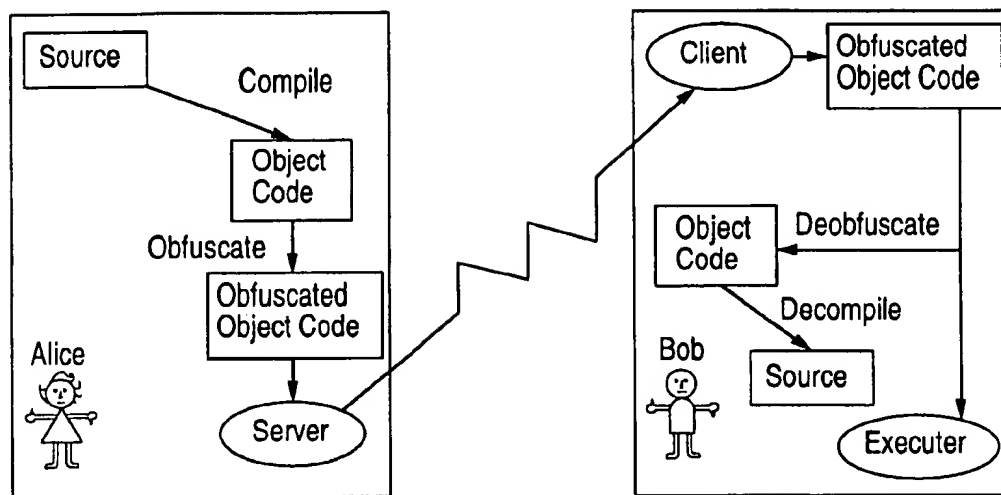 Source
Compile
Object
Code
Obfuscate
Obfuscated
Object Code
Alice
Server
Client
Obfuscated
Object Code
Object
Code
Deobfuscate
Decompile
Bob
Source
Executer